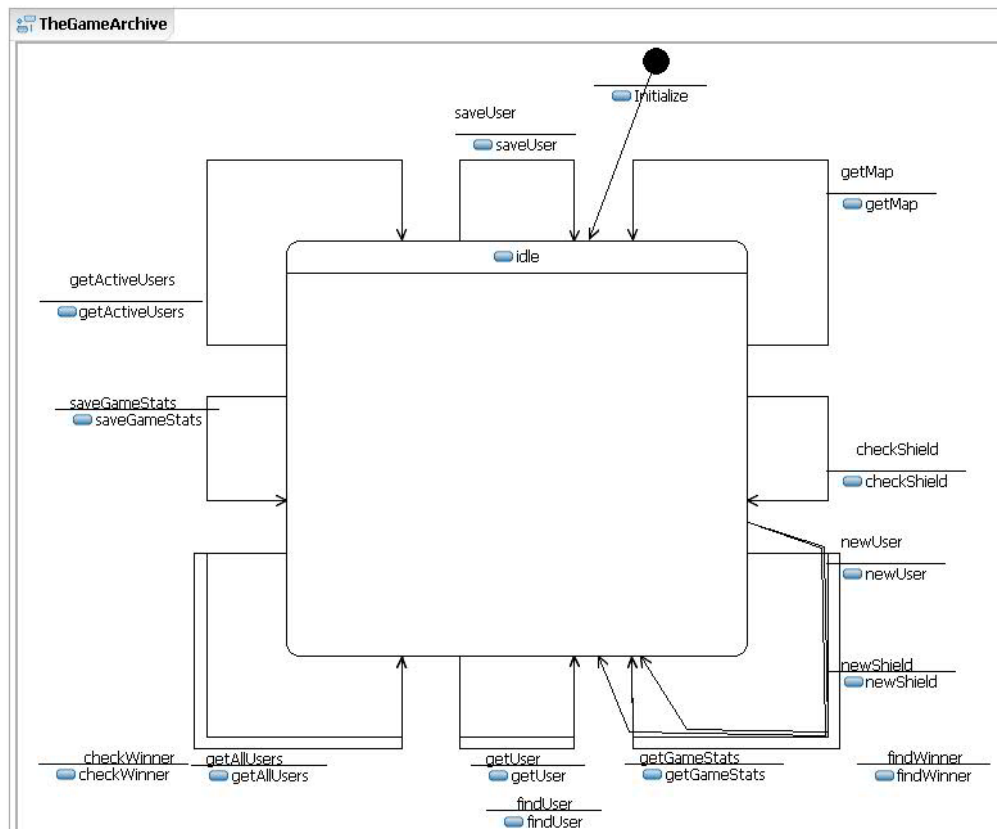 TheGameArchive
Initialize
saveUser
saveUser
getMap
getMap
idle
getActiveUsers
getActiveUsers
saveGameStats
saveGameStats
checkShield
checkShield
newUser
newUser
newShield
newShield
checkWinner
checkWinner
getAllUsers
getAllUsers
getUser
getUser
getGameStats
getGameStats
findWinner
findWinner
findUser
findUser